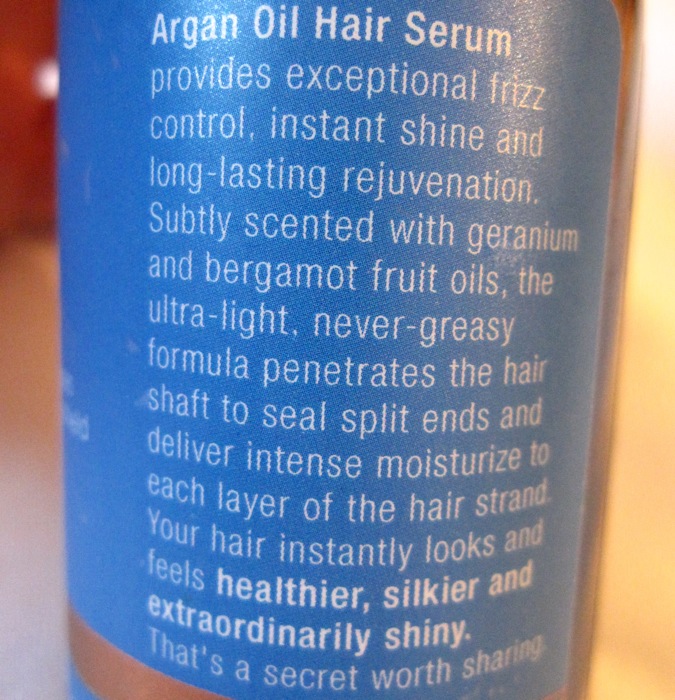 Argan Oil Hair Serum
provides exceptional frizz
control, instant shine and
long-lasting rejuvenation.
Subtly scented with geranium
and bergamot fruit oils, the
ultra-light, never-greasy
formula penetrates the hair
shaft to seal split ends and
deliver intense moisturize to
each layer of the hair strand.
Your hair instantly looks and
feels healthier, silkier and
extraordinarily shiny.
That's a secret worth sharing.